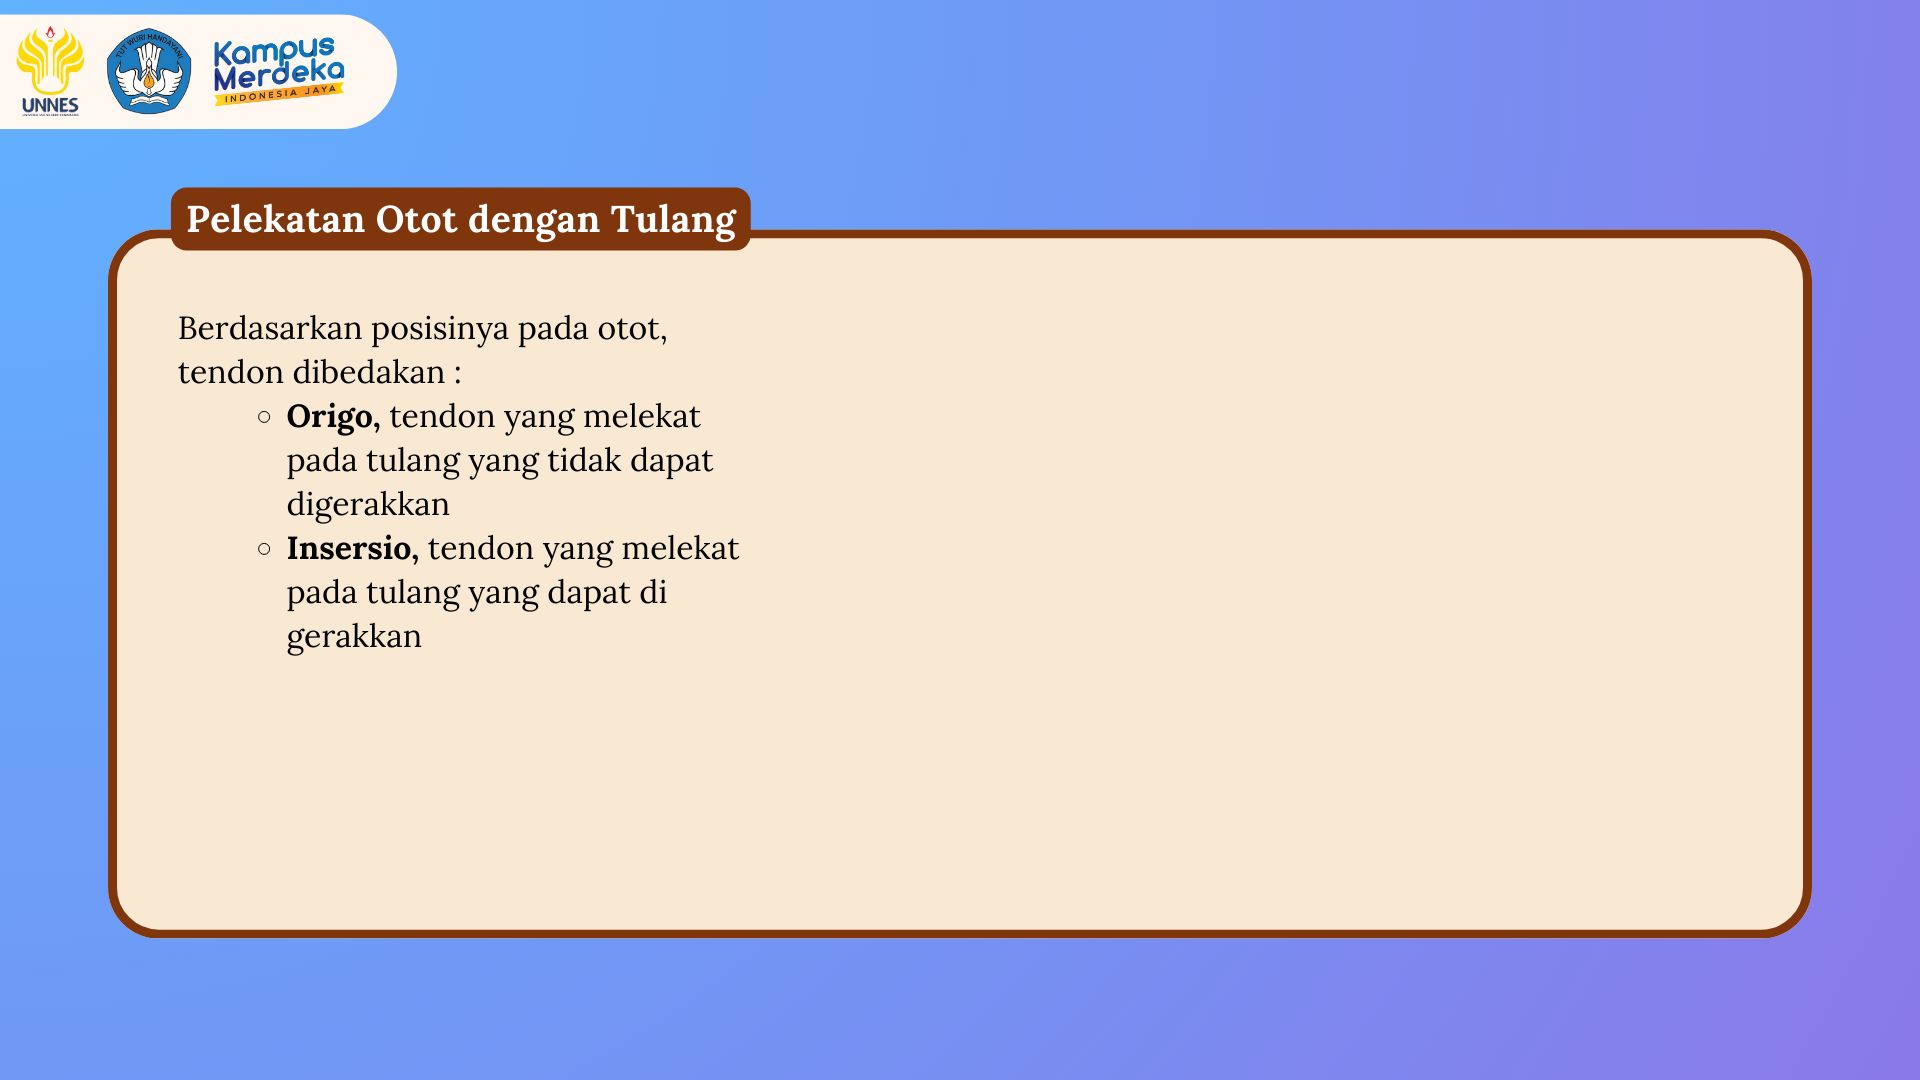 UNNES
TUT WURI HANDAYANI
Kampus
Merdeka
INDONESIA JAYA
Pelekatan Otot dengan Tulang
Berdasarkan posisinya pada otot,
tendon dibedakan :
○ Origo, tendon yang melekat
pada tulang yang tidak dapat
digerakkan
○ Insersio, tendon yang melekat
pada tulang yang dapat di
gerakkan